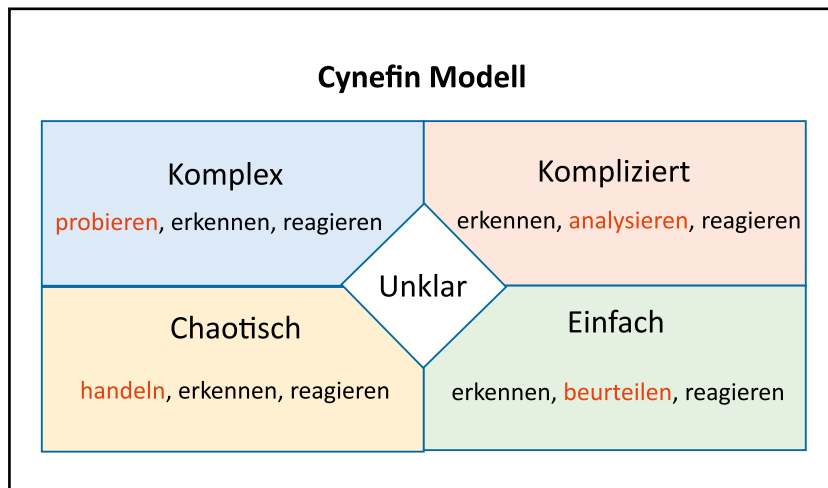 Cynefin Modell
Komplex
probieren, erkennen, reagieren
Kompliziert
erkennen, analysieren, reagieren
Unklar
Chaotisch
handeln, erkennen, reagieren
Einfach
erkennen, beurteilen, reagieren